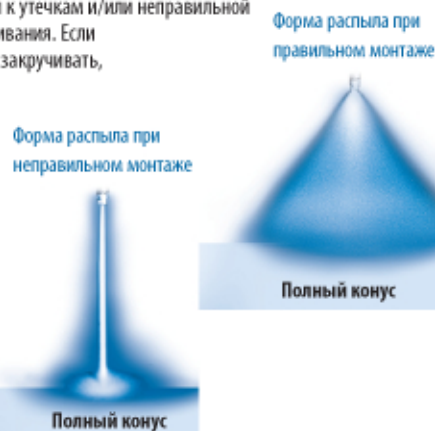 к утечкам и/или неправильной
Если
закручивать,
Форма распыла при
правильном монтаже
Форма распыла при
неправильном монтаже
Полный конус
Полный конус